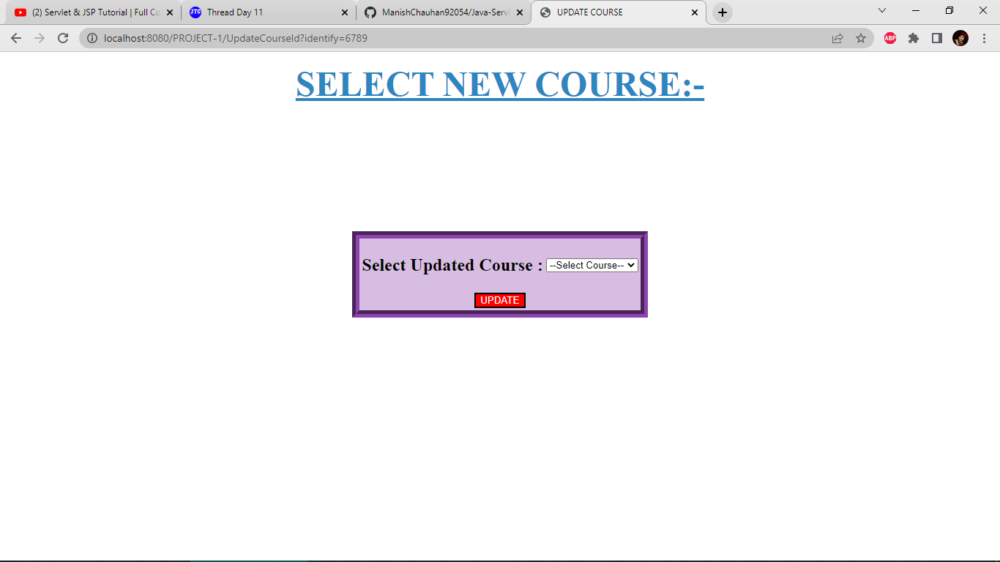 (2) Servlet & JSP Tutorial | Full Co
JTC Thread Day 11
ManishChauhan92054/Java-Servl
UPDATE COURSE
localhost:8080/PROJECT-1/UpdateCourseId?identify=6789
ABP
SELECT NEW COURSE:-
Select Updated Course : --Select Course--
UPDATE